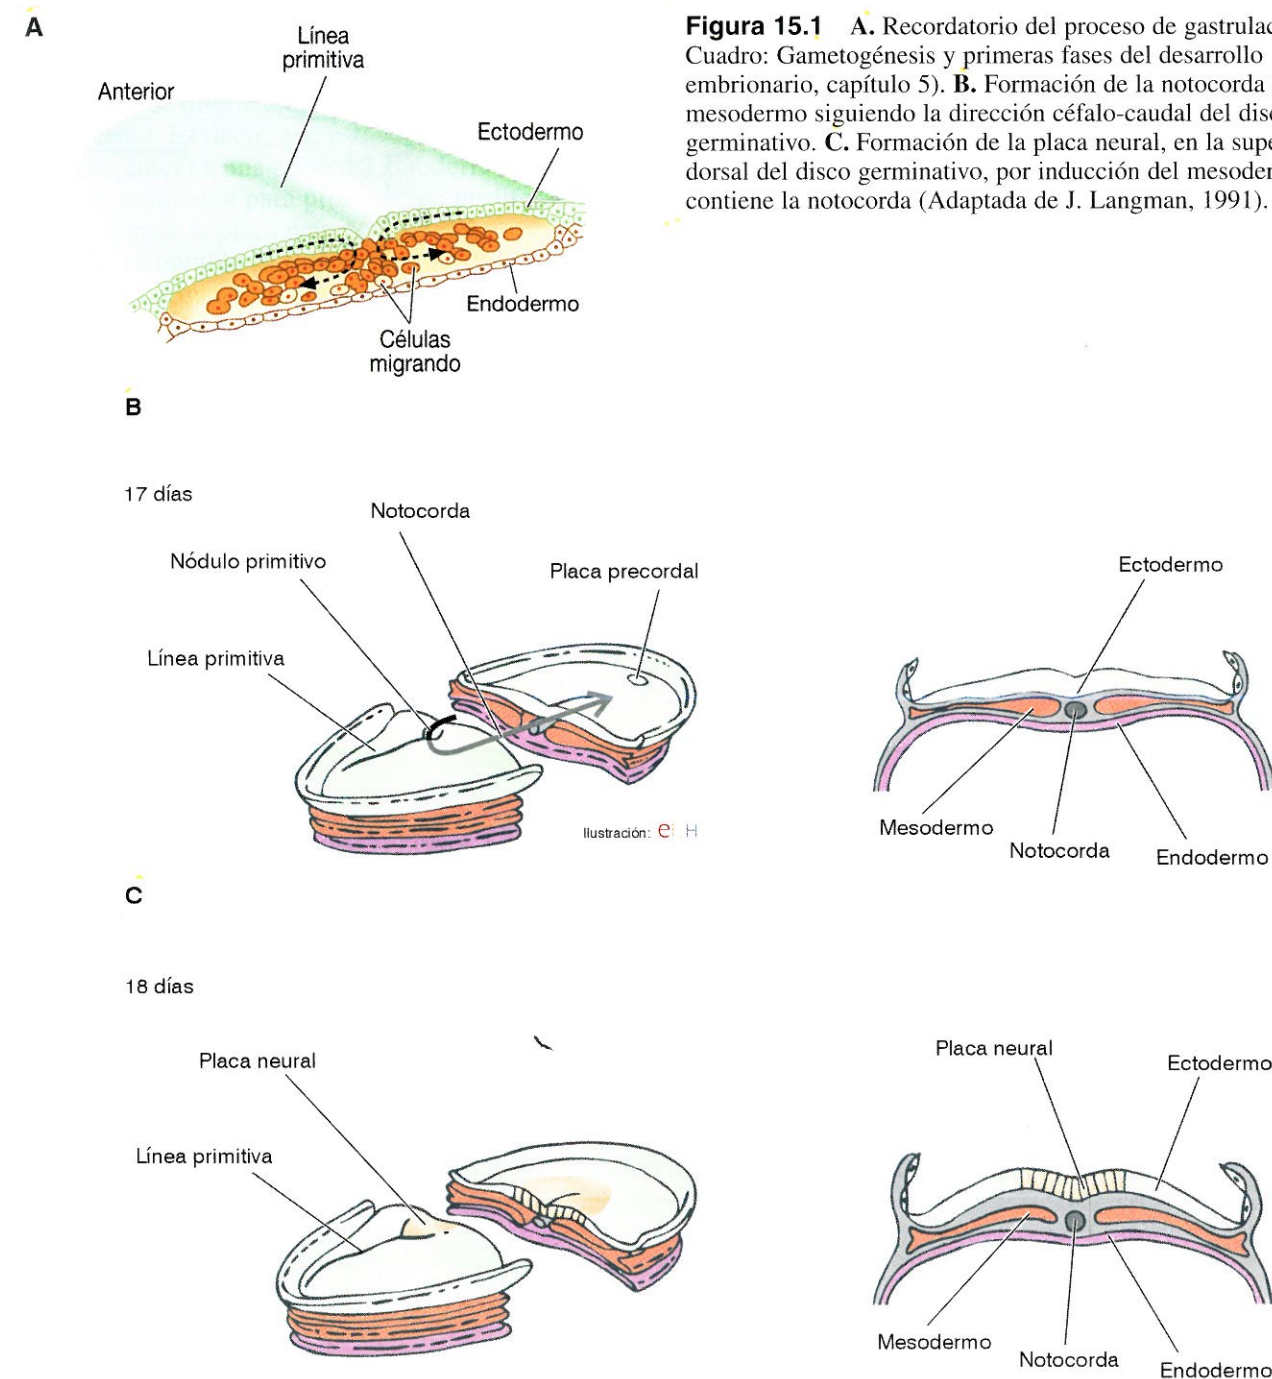 A
Figura 15.1 A. Recordatorio del proceso de gastrulac
Cuadro: Gametogénesis y primeras fases del desarrollo
embrionario, capítulo 5). B. Formación de la notocorda
mesodermo siguiendo la dirección céfalo-caudal del disc
germinativo. C. Formación de la placa neural, en la supe
dorsal del disco germinativo, por inducción del mesoder
contiene la notocorda (Adaptada de J. Langman, 1991).
Línea
primitiva
Anterior
Ectodermo
Endodermo
Células
migrando
B
17 días
Notocorda
Nódulo primitivo
Placa precordal
Línea primitiva
Ectodermo
Mesodermo
Notocorda
Endodermo
Ilustración:
C
18 días
Placa neural
Línea primitiva
Placa neural
Ectodermo
Mesodermo
Notocorda
Endodermo